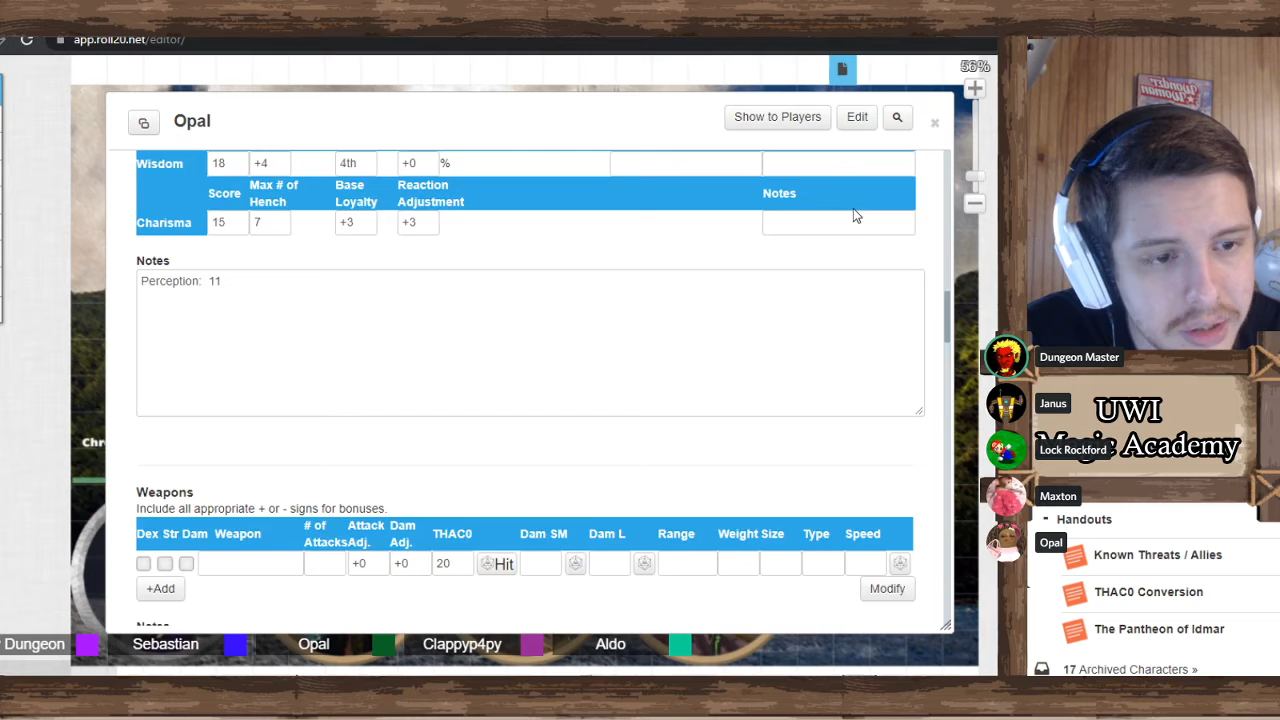 app.roll20.net/editor/
56%
Opal
Show to Players
Edit
Wisdom 18 +4 4th +0 %
Score Max # of Hench Base Loyalty Reaction Adjustment Notes
Charisma 15 7 +3 +3
Notes
Perception: 11
Weapons
Include all appropriate + or - signs for bonuses.
Dex Str Dam Weapon # of Attacks Attack Adj. Dam Adj. THAC0 Dam SM Dam L Range Weight Size Type Speed
+0 +0 20 Hit
+Add
Modify
Chr
Dungeon
Sebastian
Opal
Clappyp4py
Aldo
Wonder
Woman
Dungeon Master
Janus
Lock Rockford
Maxton
Opal
UWI
Magic Academy
Handouts
Known Threats / Allies
THAC0 Conversion
The Pantheon of Idmar
17 Archived Characters »